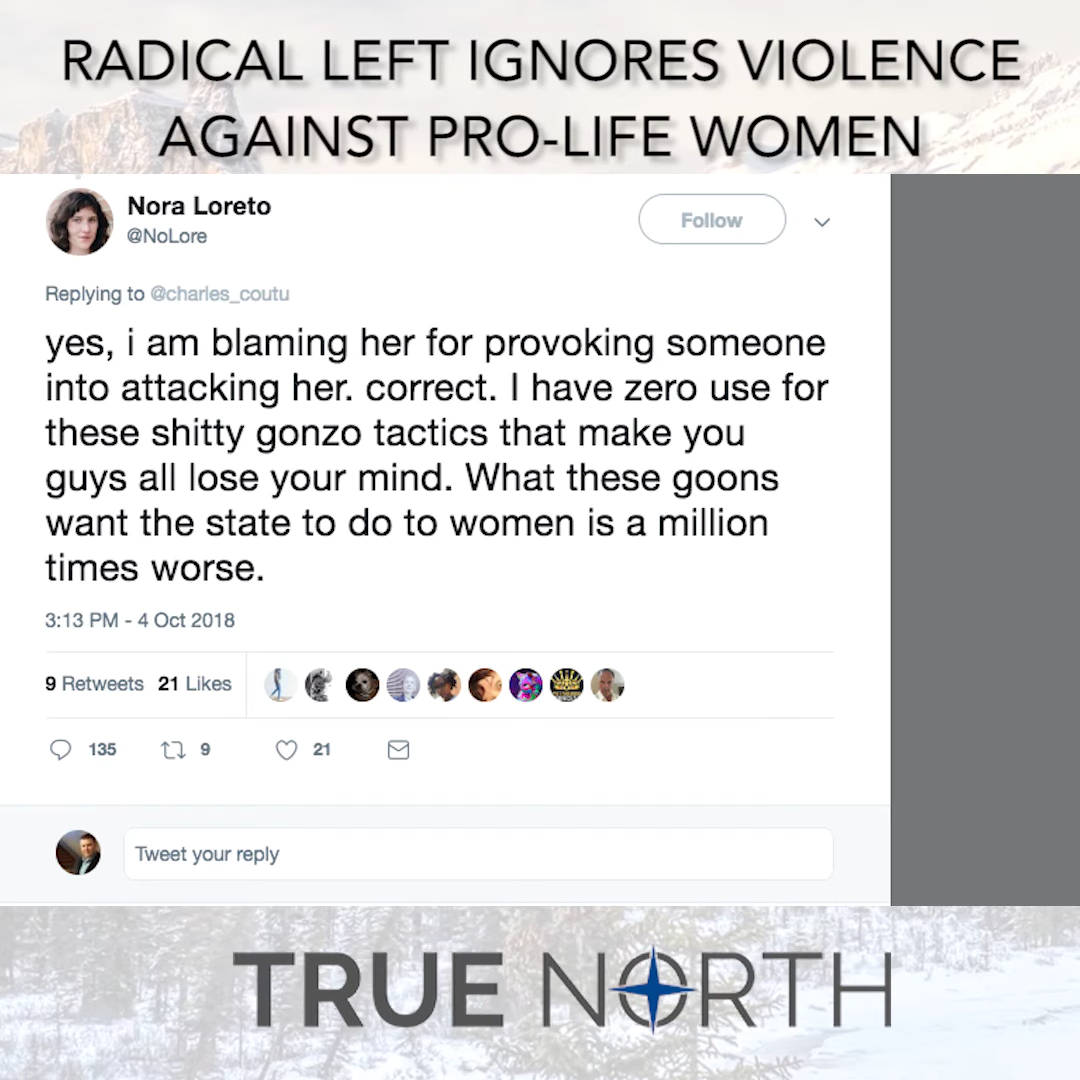 RADICAL LEFT IGNORES VIOLENCE
AGAINST PRO-LIFE WOMEN
Nora Loreto
@NoLore
Follow
Replying to @charles_coutu
yes, i am blaming her for provoking someone
into attacking her. correct. I have zero use for
these shitty gonzo tactics that make you
guys all lose your mind. What these goons
want the state to do to women is a million
times worse.
3:13 PM - 4 Oct 2018
9 Retweets 21 Likes
135 9 21
Tweet your reply
TRUE NORTH